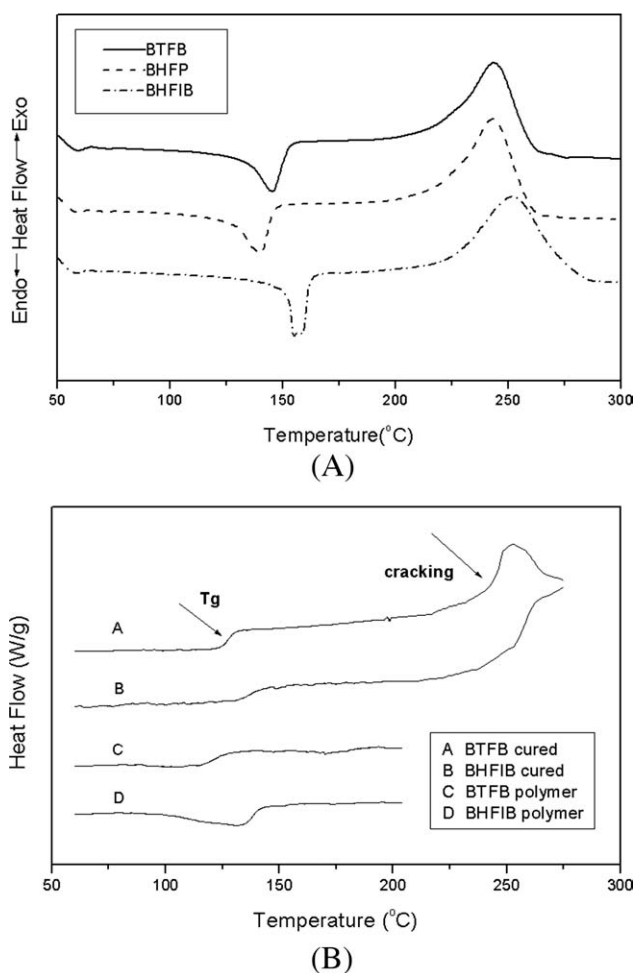 BTFB
BHFP
BHFIB
Endo←Heat Flow→Exo
50 100 150 200 250 300
Temperature(°C)
(A)
cracking
Tg
A
B
C
D
A BTFB cured
B BHFIB cured
C BTFB polymer
D BHFIB polymer
Heat Flow (W/g)
50 100 150 200 250 300
Temperature (°C)
(B)